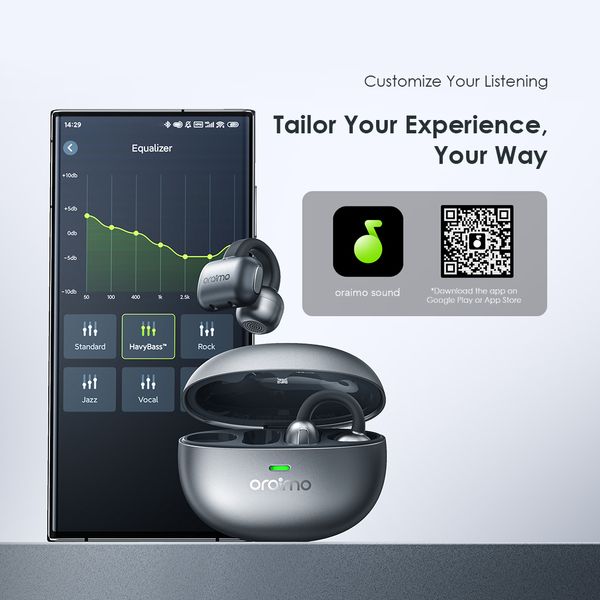 Customize Your Listening
Tailor Your Experience,
Your Way
oraimo sound
*Dawnload the app on
Google Play or App Store
14:29
Equalizer
+10db
+5db
0db
-5db
-10db
50 100 400 1k 2.5k
Standard
HavyBass™
Rock
Jazz
Vocal
oraimo
oraimo